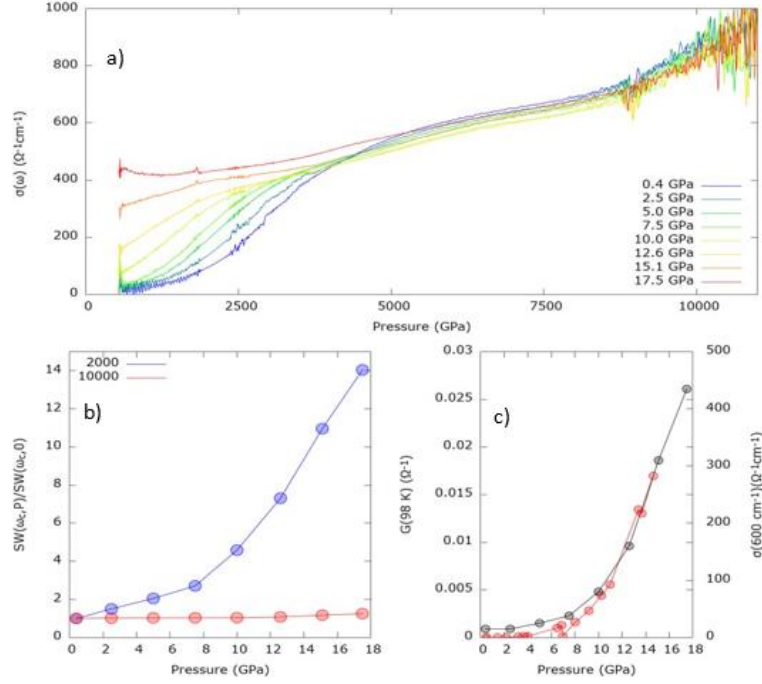 1000
800
600
400
200
0
σ(ω) (Ω⁻¹cm⁻¹)
a)
0.4 GPa
2.5 GPa
5.0 GPa
7.5 GPa
10.0 GPa
12.6 GPa
15.1 GPa
17.5 GPa
0 2500 5000 7500 10000
Pressure (GPa)
2000
10000
14
12
10
8
6
4
2
0
SW(ω_c,P)/SW(ω_c,0)
b)
0 2 4 6 8 10 12 14 16 18
Pressure (GPa)
0.03
0.025
0.02
0.015
0.01
0.005
0
G(98 K) (Ω⁻¹)
c)
500
400
300
200
100
0
σ(600 cm⁻¹)(Ω⁻¹cm⁻¹)
0 2 4 6 8 10 12 14 16 18
Pressure (GPa)